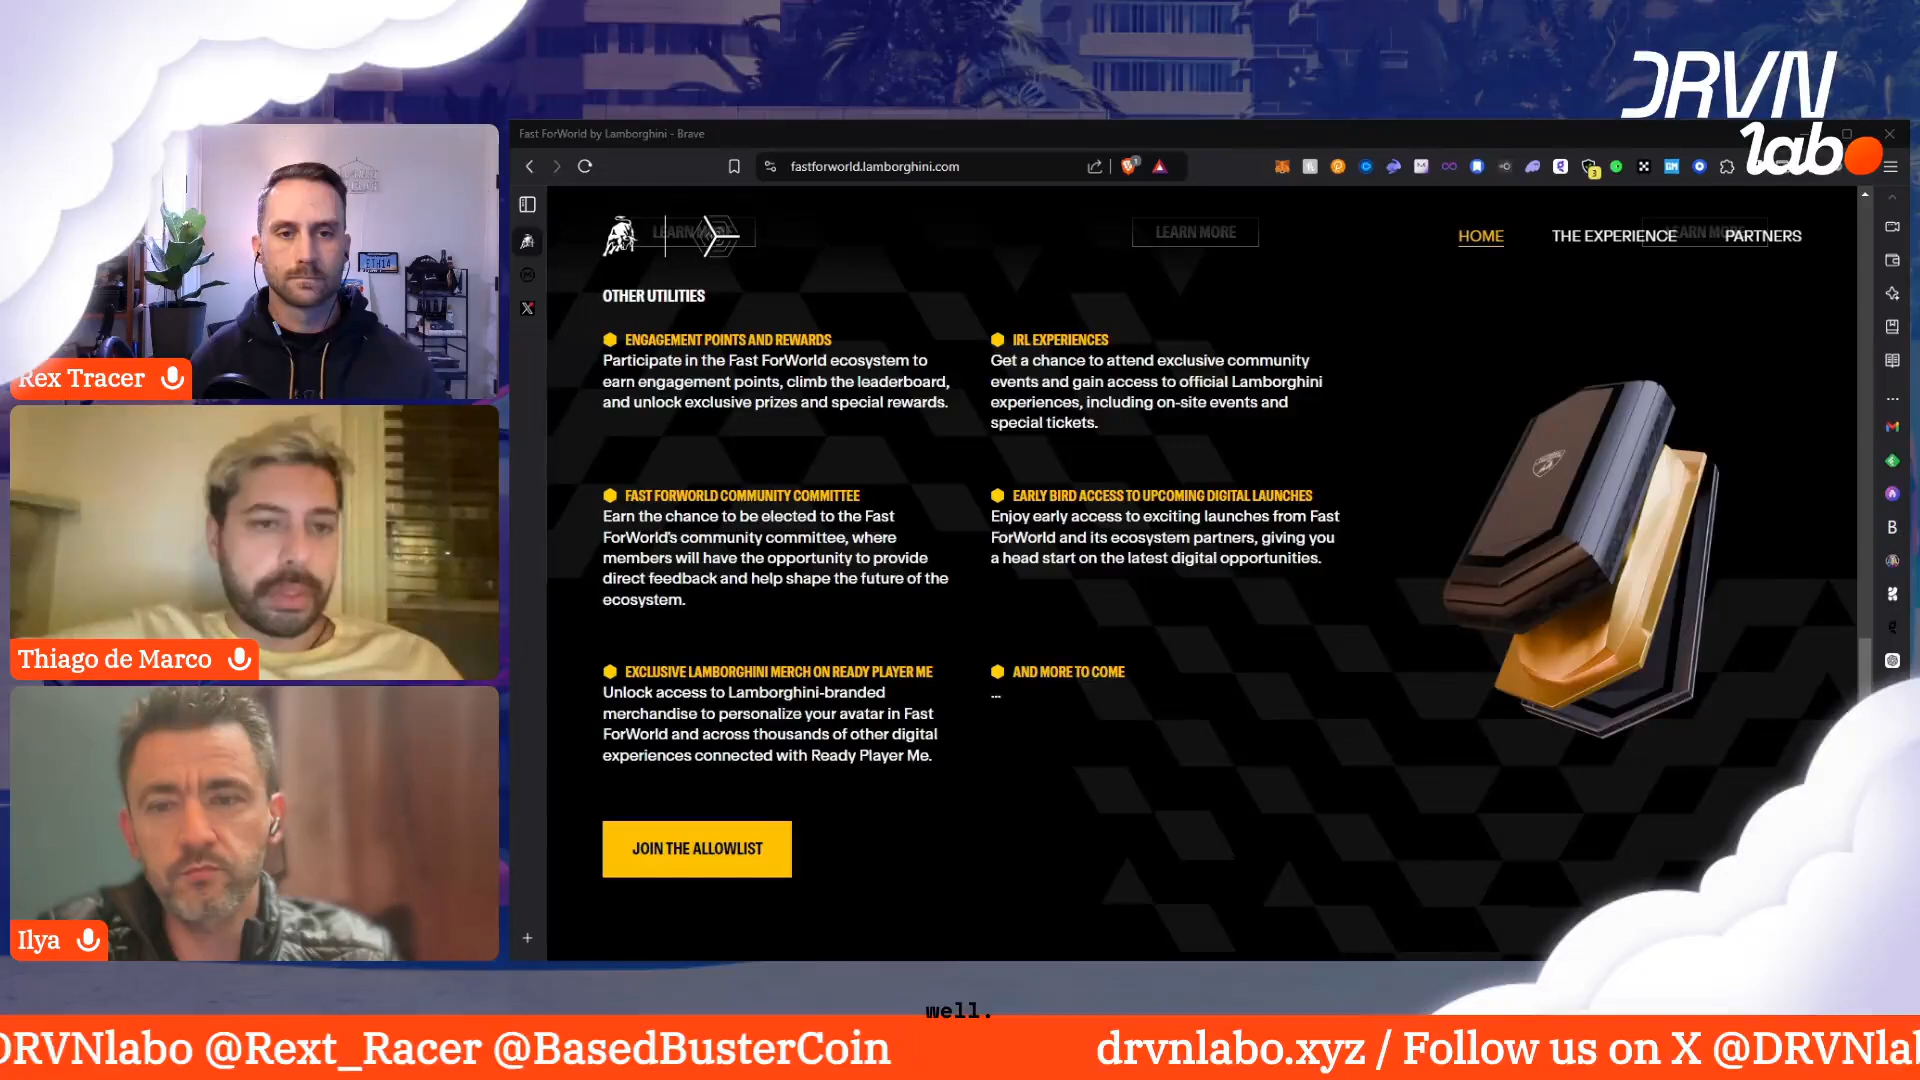 DRVN
labo
Fast ForWorld by Lamborghini - Brave
fastforworld.lamborghini.com
LEARN MORE
LEARN MORE
LEARN MORE
HOME
THE EXPERIENCE
PARTNERS
OTHER UTILITIES
ENGAGEMENT POINTS AND REWARDS
Participate in the Fast ForWorld ecosystem to
earn engagement points, climb the leaderboard,
and unlock exclusive prizes and special rewards.
IRL EXPERIENCES
Get a chance to attend exclusive community
events and gain access to official Lamborghini
experiences, including on-site events and
special tickets.
FAST FORWORLD COMMUNITY COMMITTEE
Earn the chance to be elected to the Fast
ForWorld's community committee, where
members will have the opportunity to provide
direct feedback and help shape the future of the
ecosystem.
EARLY BIRD ACCESS TO UPCOMING DIGITAL LAUNCHES
Enjoy early access to exciting launches from Fast
ForWorld and its ecosystem partners, giving you
a head start on the latest digital opportunities.
EXCLUSIVE LAMBORGHINI MERCH ON READY PLAYER ME
Unlock access to Lamborghini-branded
merchandise to personalize your avatar in Fast
ForWorld and across thousands of other digital
experiences connected with Ready Player Me.
AND MORE TO COME
...
JOIN THE ALLOWLIST
ETH14
Rex Tracer
Thiago de Marco
Ilya
well.
DRVNlabo @Rext_Racer @BasedBusterCoin
drvnlabo.xyz / Follow us on X @DRVNlab